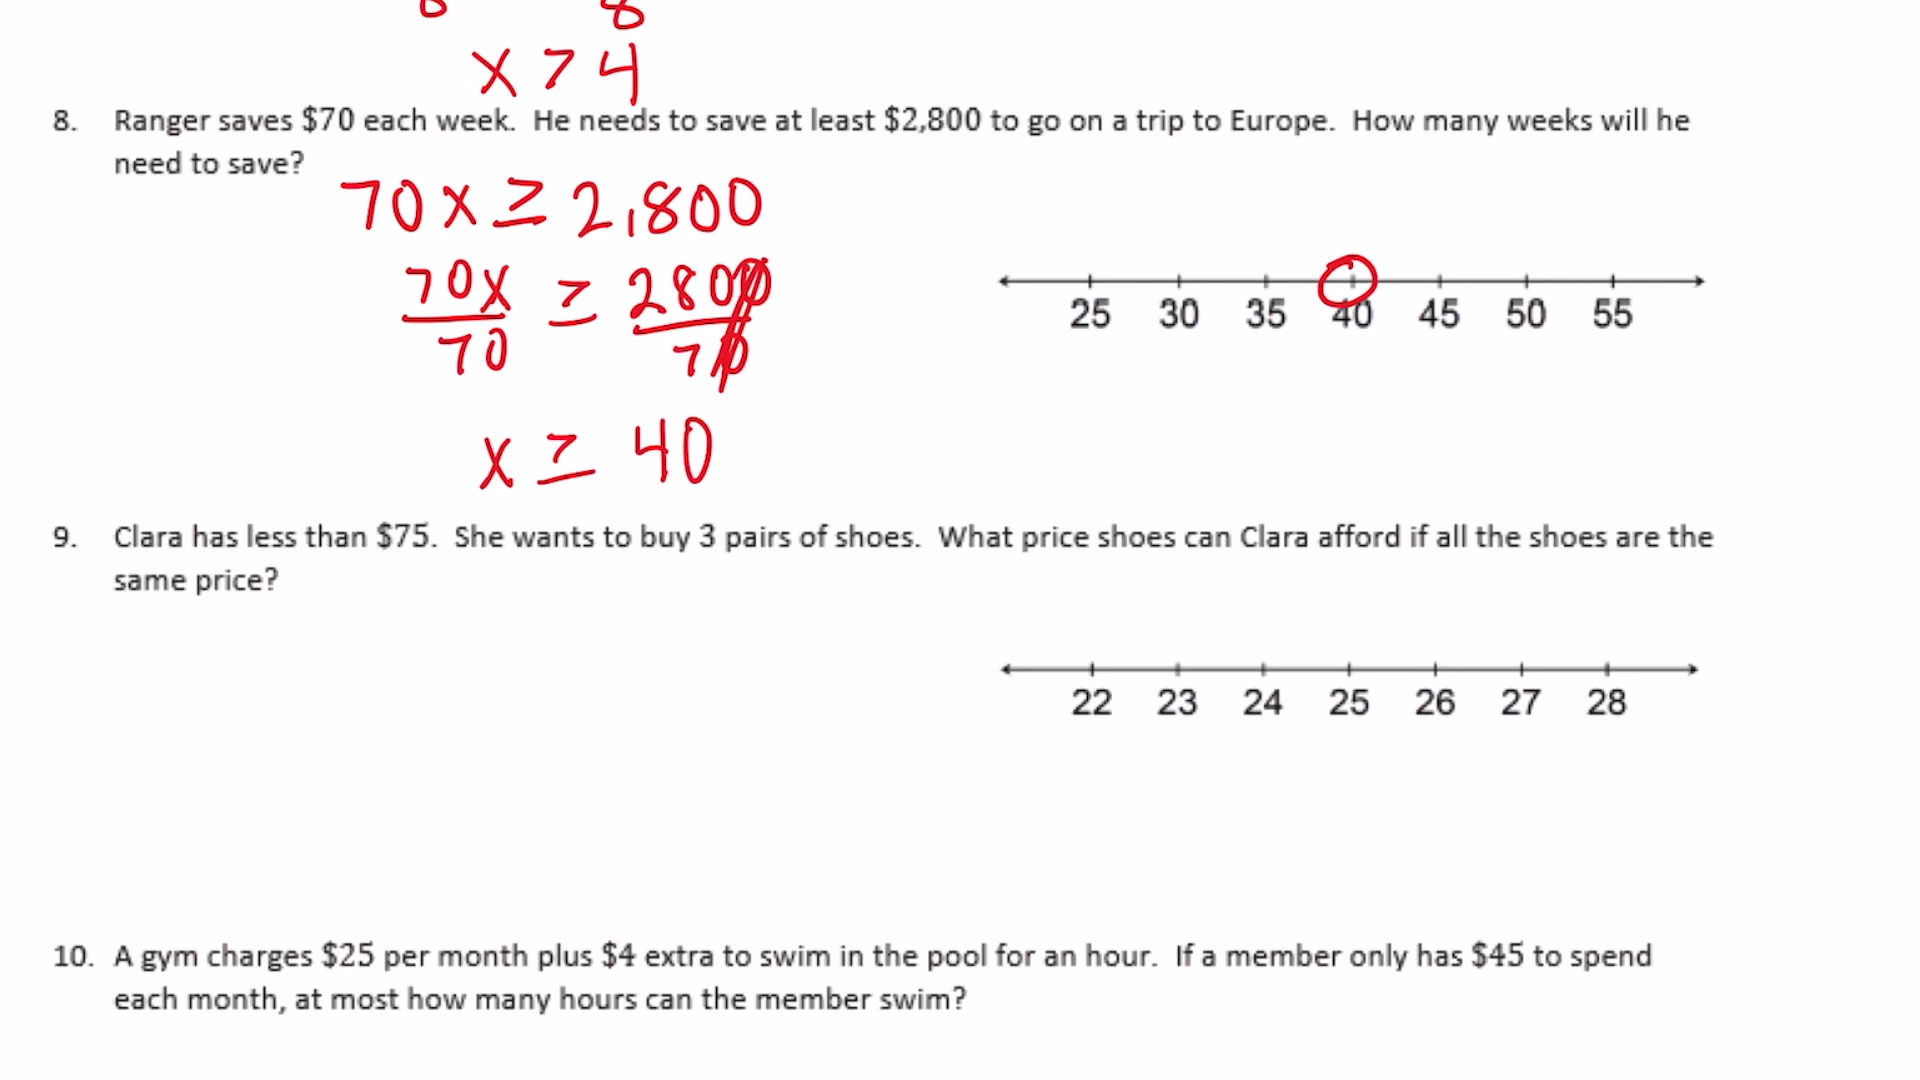 8 8
x > 4
8. Ranger saves $70 each week. He needs to save at least $2,800 to go on a trip to Europe. How many weeks will he
need to save?
70x ≥ 2,800
70x ≥ 2800
70 70
25 30 35 40 45 50 55
x ≥ 40
9. Clara has less than $75. She wants to buy 3 pairs of shoes. What price shoes can Clara afford if all the shoes are the
same price?
22 23 24 25 26 27 28
10. A gym charges $25 per month plus $4 extra to swim in the pool for an hour. If a member only has $45 to spend
each month, at most how many hours can the member swim?